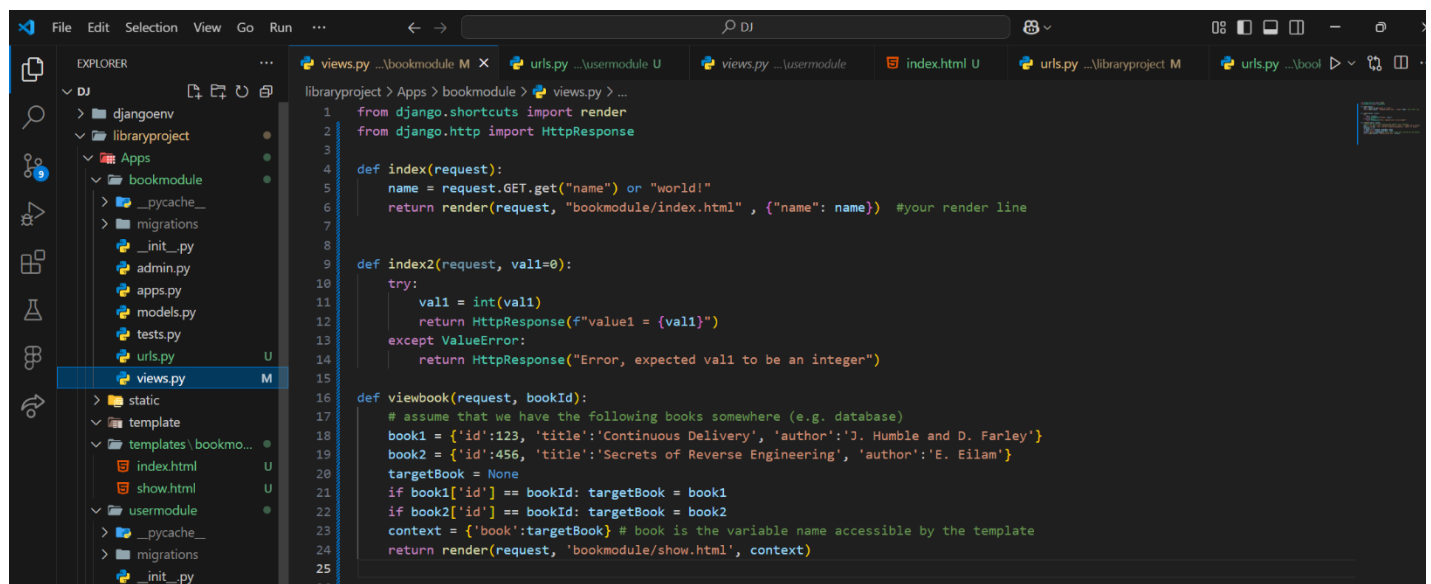 File Edit Selection View Go Run ··· DJ
EXPLORER ···
views.py ...\bookmodule M
urls.py ...\usermodule U
views.py ...\usermodule
index.html U
urls.py ...\libraryproject M
urls.py ...\bool
DJ
djangoenv
libraryproject
Apps
bookmodule
__pycache__
migrations
__init__.py
admin.py
apps.py
models.py
tests.py
urls.py U
views.py M
static
template
templates\bookmo...
index.html U
show.html U
usermodule
__pycache__
migrations
__init__.py
9
libraryproject > Apps > bookmodule > views.py > ...
1 from django.shortcuts import render
2 from django.http import HttpResponse
3
4 def index(request):
5 name = request.GET.get("name") or "world!"
6 return render(request, "bookmodule/index.html" , {"name": name}) #your render line
7
8
9 def index2(request, val1=0):
10 try:
11 val1 = int(val1)
12 return HttpResponse(f"value1 = {val1}")
13 except ValueError:
14 return HttpResponse("Error, expected val1 to be an integer")
15
16 def viewbook(request, bookId):
17 # assume that we have the following books somewhere (e.g. database)
18 book1 = {'id':123, 'title':'Continuous Delivery', 'author':'J. Humble and D. Farley'}
19 book2 = {'id':456, 'title':'Secrets of Reverse Engineering', 'author':'E. Eilam'}
20 targetBook = None
21 if book1['id'] == bookId: targetBook = book1
22 if book2['id'] == bookId: targetBook = book2
23 context = {'book':targetBook} # book is the variable name accessible by the template
24 return render(request, 'bookmodule/show.html', context)
25